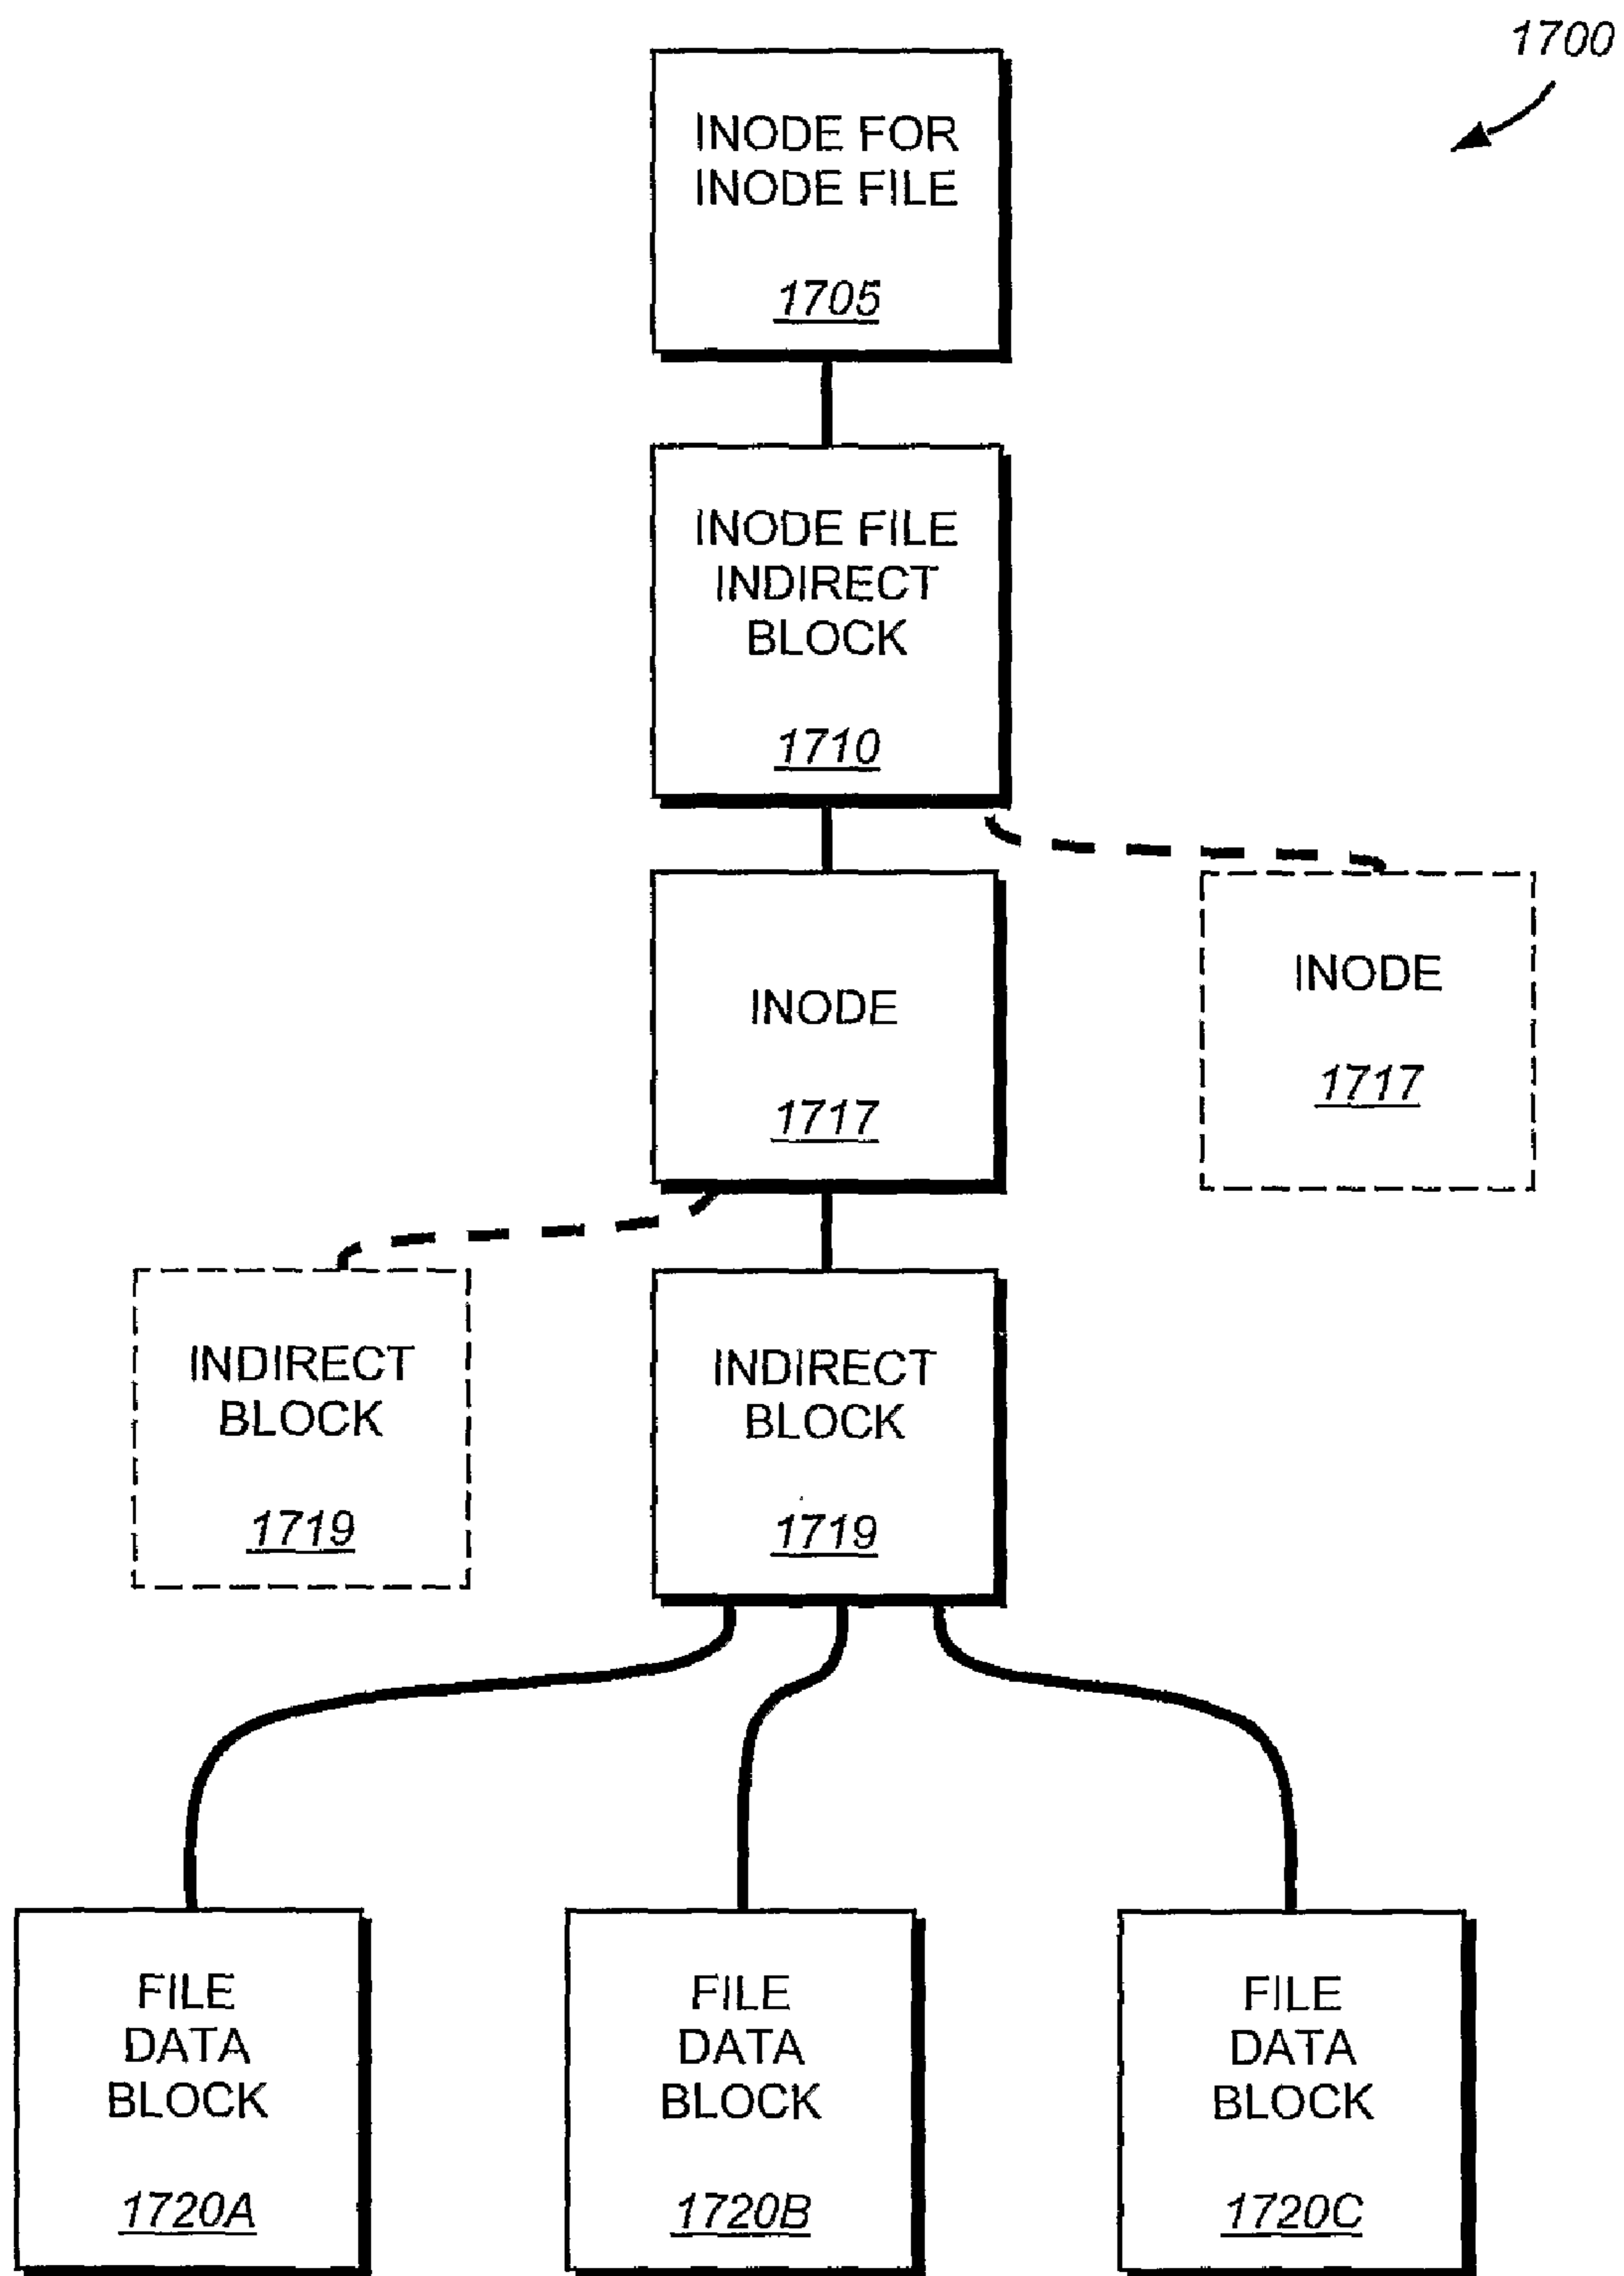 1700
INODE FOR
INODE FILE
1705
INODE FILE
INDIRECT
BLOCK
1710
INODE
1717
INODE
1717
INDIRECT
BLOCK
1719
INDIRECT
BLOCK
1719
FILE
DATA
BLOCK
1720A
FILE
DATA
BLOCK
1720B
FILE
DATA
BLOCK
1720C